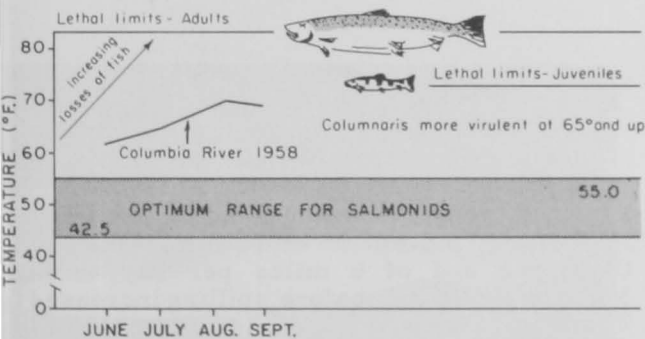 Lethal limits - Adults
80
Increasing
losses of fish
Lethal limits - Juveniles
70
Columnaris more virulent at 65° and up
60
Columbia River 1958
TEMPERATURE (°F.)
55.0
50
OPTIMUM RANGE FOR SALMONIDS
42.5
40
0
JUNE JULY AUG. SEPT.